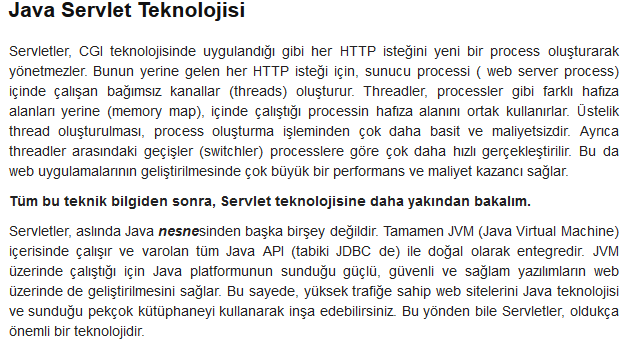 Java Servlet Teknolojisi
Servletler, CGI teknolojisinde uygulandığı gibi her HTTP isteğini yeni bir process oluşturarak
yönetmezler. Bunun yerine gelen her HTTP isteği için, sunucu processi ( web server process)
içinde çalışan bağımsız kanallar (threads) oluşturur. Threadler, processler gibi farklı hafıza
alanları yerine (memory map), içinde çalıştığı processin hafıza alanını ortak kullanırlar. Üstelik
thread oluşturulması, process oluşturma işleminden çok daha basit ve maliyetsizdir. Ayrıca
threadler arasındaki geçişler (switchler) processlere göre çok daha hızlı gerçekleştirilir. Bu da
web uygulamalarının geliştirilmesinde çok büyük bir performans ve maliyet kazancı sağlar.
Tüm bu teknik bilgiden sonra, Servlet teknolojisine daha yakından bakalım.
Servletler, aslında Java nesnesinden başka birşey değildir. Tamamen JVM (Java Virtual Machine)
içerisinde çalışır ve varolan tüm Java API (tabiki JDBC de) ile doğal olarak entegredir. JVM
üzerinde çalıştığı için Java platformunun sunduğu güçlü, güvenli ve sağlam yazılımların web
üzerinde de geliştirilmesini sağlar. Bu sayede, yüksek trafiğe sahip web sitelerini Java teknolojisi
ve sunduğu pekçok kütüphaneyi kullanarak inşa edebilirsiniz. Bu yönden bile Servletler, oldukça
önemli bir teknolojidir.